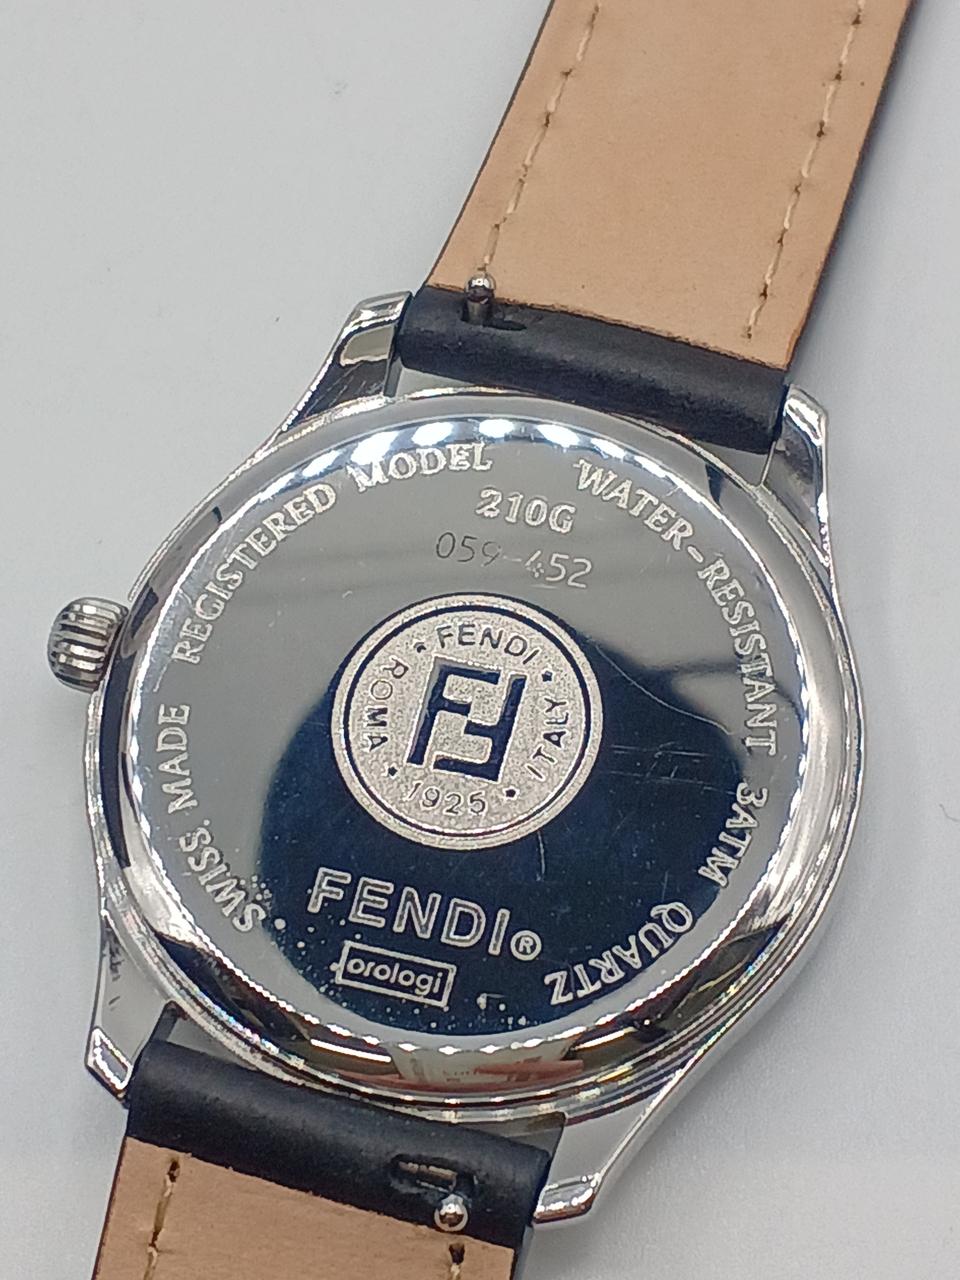 SWISS. MADE REGISTERED MODEL WATER-RESISTANT 3ATM QUARTZ
210G
059-452
FENDI
ROMA
ITALY
1925
FENDI®
orologi